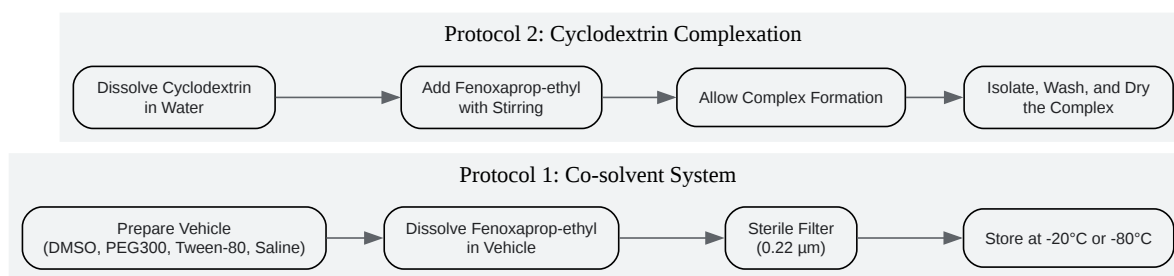 Protocol 2: Cyclodextrin Complexation
Dissolve Cyclodextrin
in Water
Add Fenoxaprop-ethyl
with Stirring
Allow Complex Formation
Isolate, Wash, and Dry
the Complex
Protocol 1: Co-solvent System
Prepare Vehicle
(DMSO, PEG300, Tween-80, Saline)
Dissolve Fenoxaprop-ethyl
in Vehicle
Sterile Filter
(0.22 µm)
Store at -20°C or -80°C